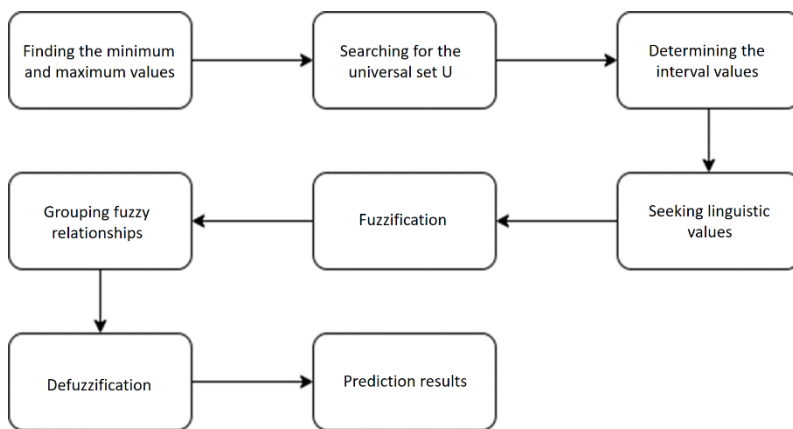 Finding the minimum
and maximum values
Searching for the
universal set U
Determining the
interval values
Seeking linguistic
values
Fuzzification
Grouping fuzzy
relationships
Defuzzification
Prediction results